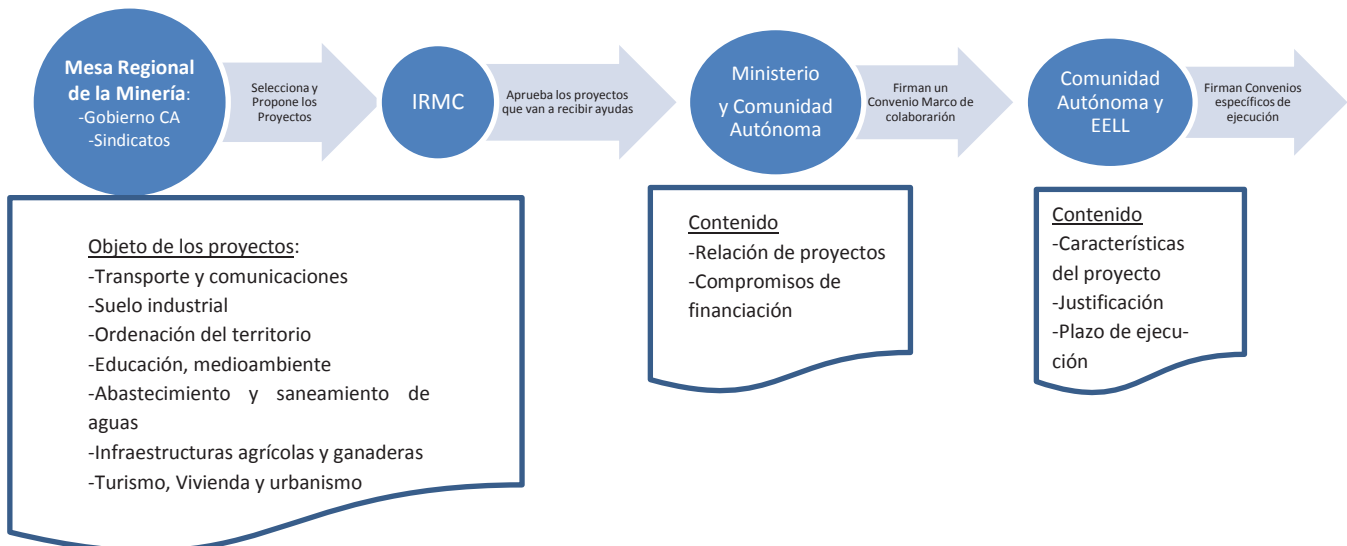 Mesa Regional
de la Minería:
-Gobierno CA
-Sindicatos
Selecciona y
Propone los
Proyectos
IRMC
Aprueba los proyectos
que van a recibir ayudas
Ministerio
y Comunidad
Autónoma
Firman un
Convenio Marco de
colaborarión
Comunidad
Autónoma y
EELL
Firman Convenios
específicos de
ejecución
Objeto de los proyectos:
-Transporte y comunicaciones
-Suelo industrial
-Ordenación del territorio
-Educación, medioambiente
-Abastecimiento y saneamiento de
aguas
-Infraestructuras agrícolas y ganaderas
-Turismo, Vivienda y urbanismo
Contenido
-Relación de proyectos
-Compromisos de
financiación
Contenido
-Características
del proyecto
-Justificación
-Plazo de ejecu-
ción